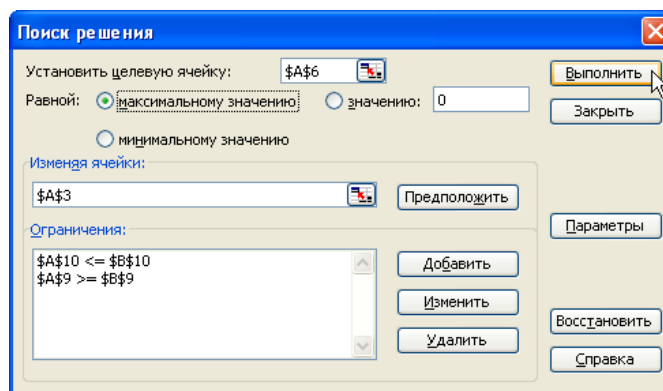 Поиск решения
Установить целевую ячейку: $A$6
Выполнить
Равной: максимальному значению значению: 0
Закрыть
минимальному значению
Изменяя ячейки:
$A$3
Предположить
Ограничения:
Параметры
$A$10 <= $B$10
$A$9 >= $B$9
Добавить
Изменить
Восстановить
Удалить
Справка